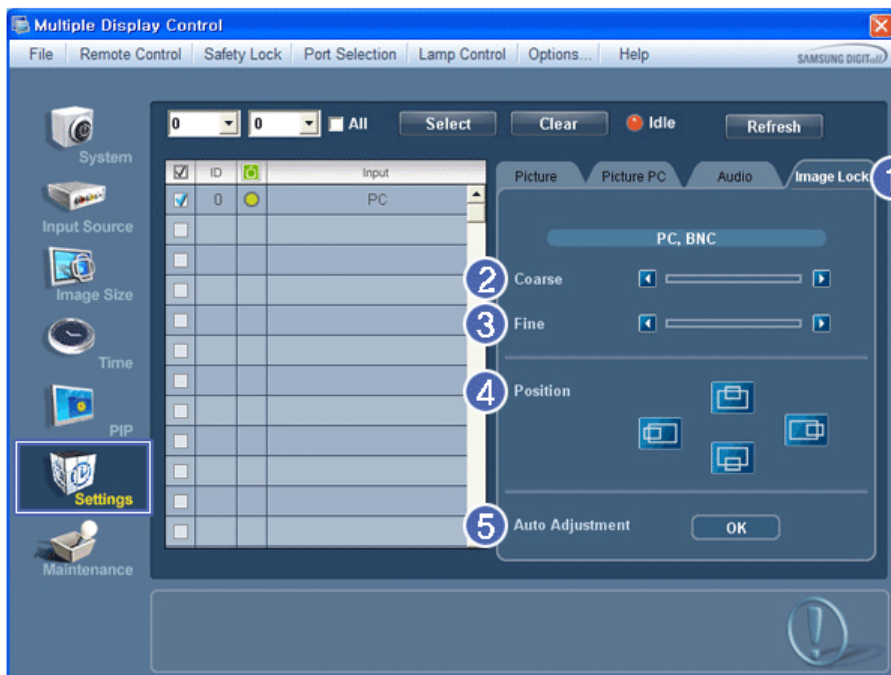 Multiple Display Control
File Remote Control Safety Lock Port Selection Lamp Control Options... Help SAMSUNG DIGITall
0 0 All Select Clear Idle Refresh
System
Input Source
Image Size
Time
PIP
Settings
Maintenance
ID Input
0 PC
Picture Picture PC Audio Image Lock 1
PC, BNC
2 Coarse
3 Fine
4 Position
5 Auto Adjustment OK